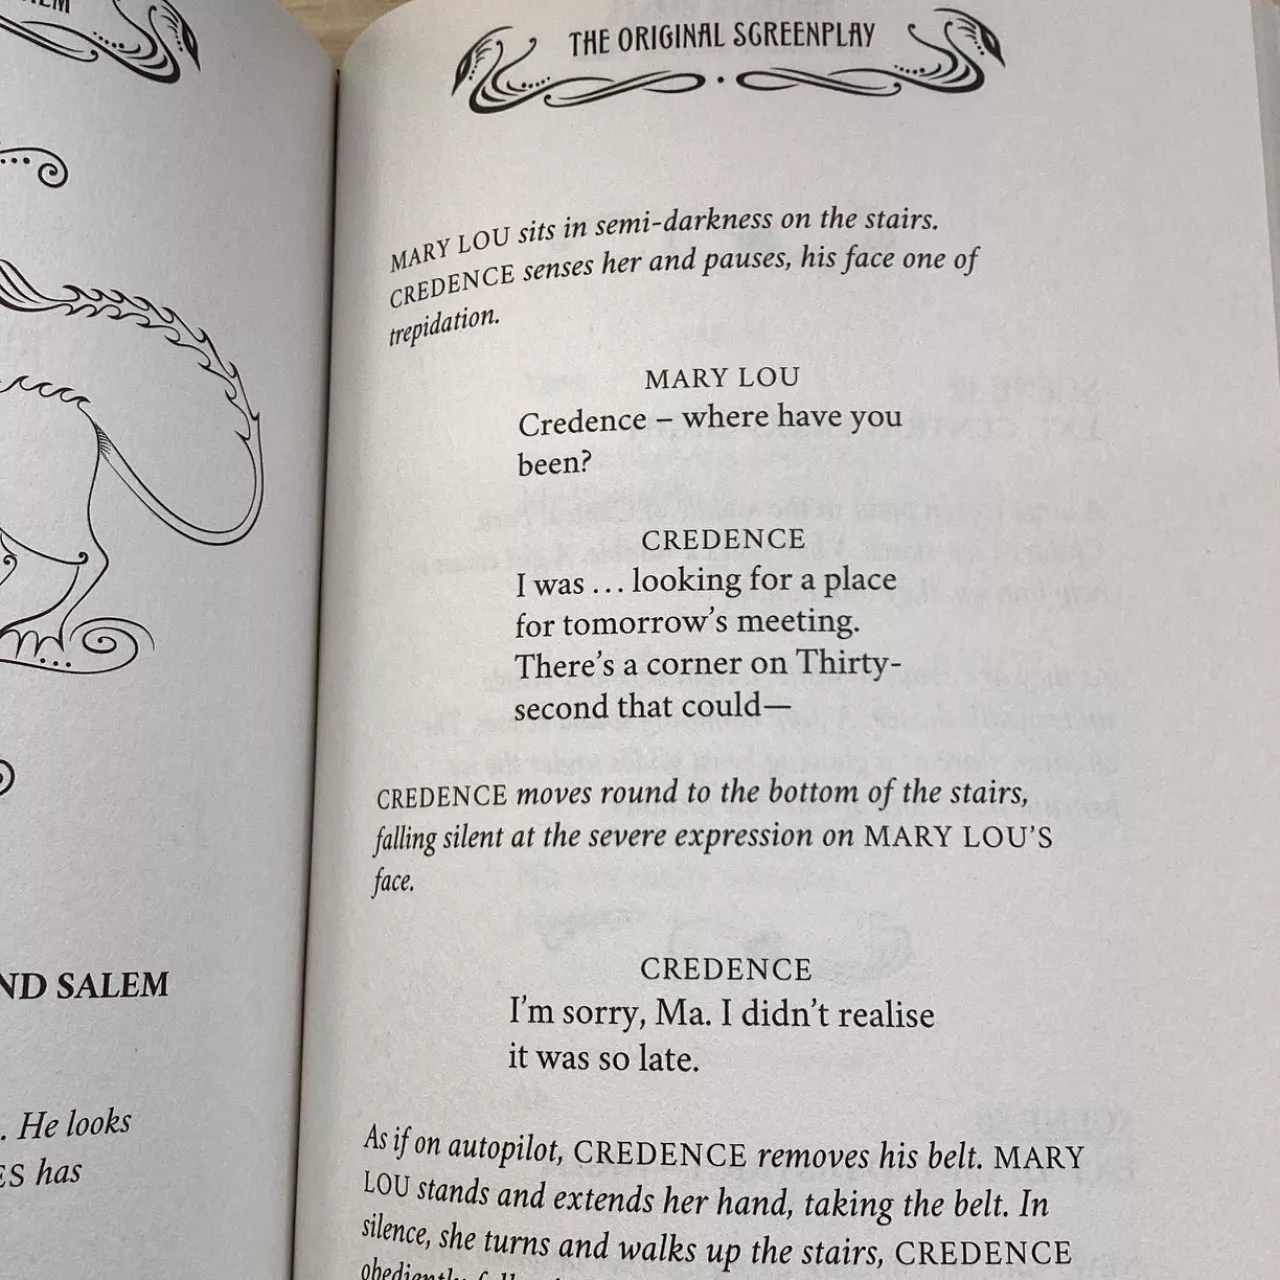 THE ORIGINAL SCREENPLAY
ND SALEM
. He looks
ES has
MARY LOU sits in semi-darkness on the stairs.
CREDENCE senses her and pauses, his face one of
trepidation.
MARY LOU
Credence – where have you
been?
CREDENCE
I was ... looking for a place
for tomorrow's meeting.
There's a corner on Thirty-
second that could—
CREDENCE moves round to the bottom of the stairs,
falling silent at the severe expression on MARY LOU'S
face.
CREDENCE
I'm sorry, Ma. I didn't realise
it was so late.
As if on autopilot, CREDENCE removes his belt. MARY
LOU stands and extends her hand, taking the belt. In
silence, she turns and walks up the stairs, CREDENCE
obediently